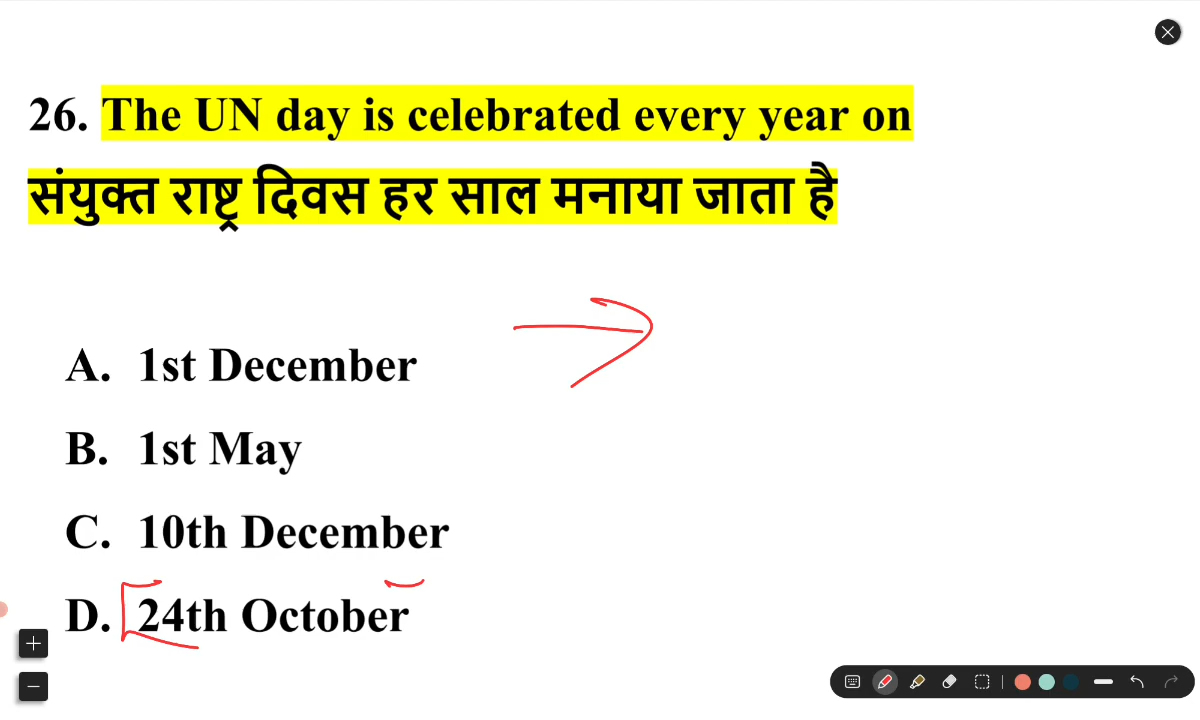 26. The UN day is celebrated every year on
संयुक्त राष्ट्र दिवस हर साल मनाया जाता है
A. 1st December
B. 1st May
C. 10th December
D. 24th October